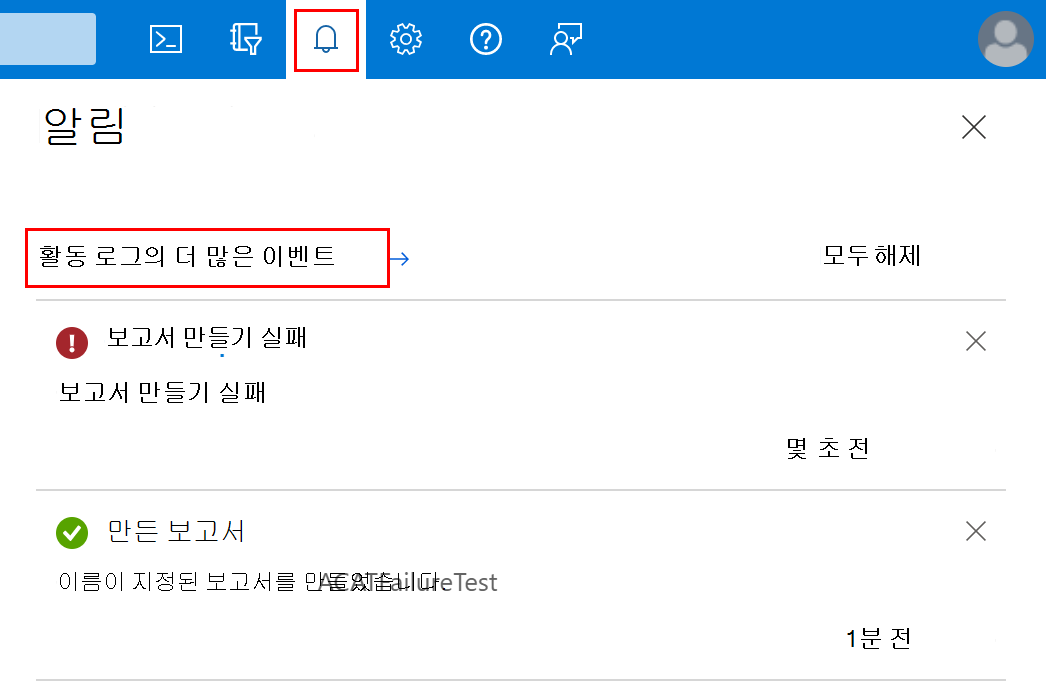 알림
활동 로그의 더 많은 이벤트
모두 해제
보고서 만들기 실패
보고서 만들기 실패
몇 초 전
만든 보고서
이름이 지정된 보고서를 만들었습니다. ACATFailureTest
1분 전